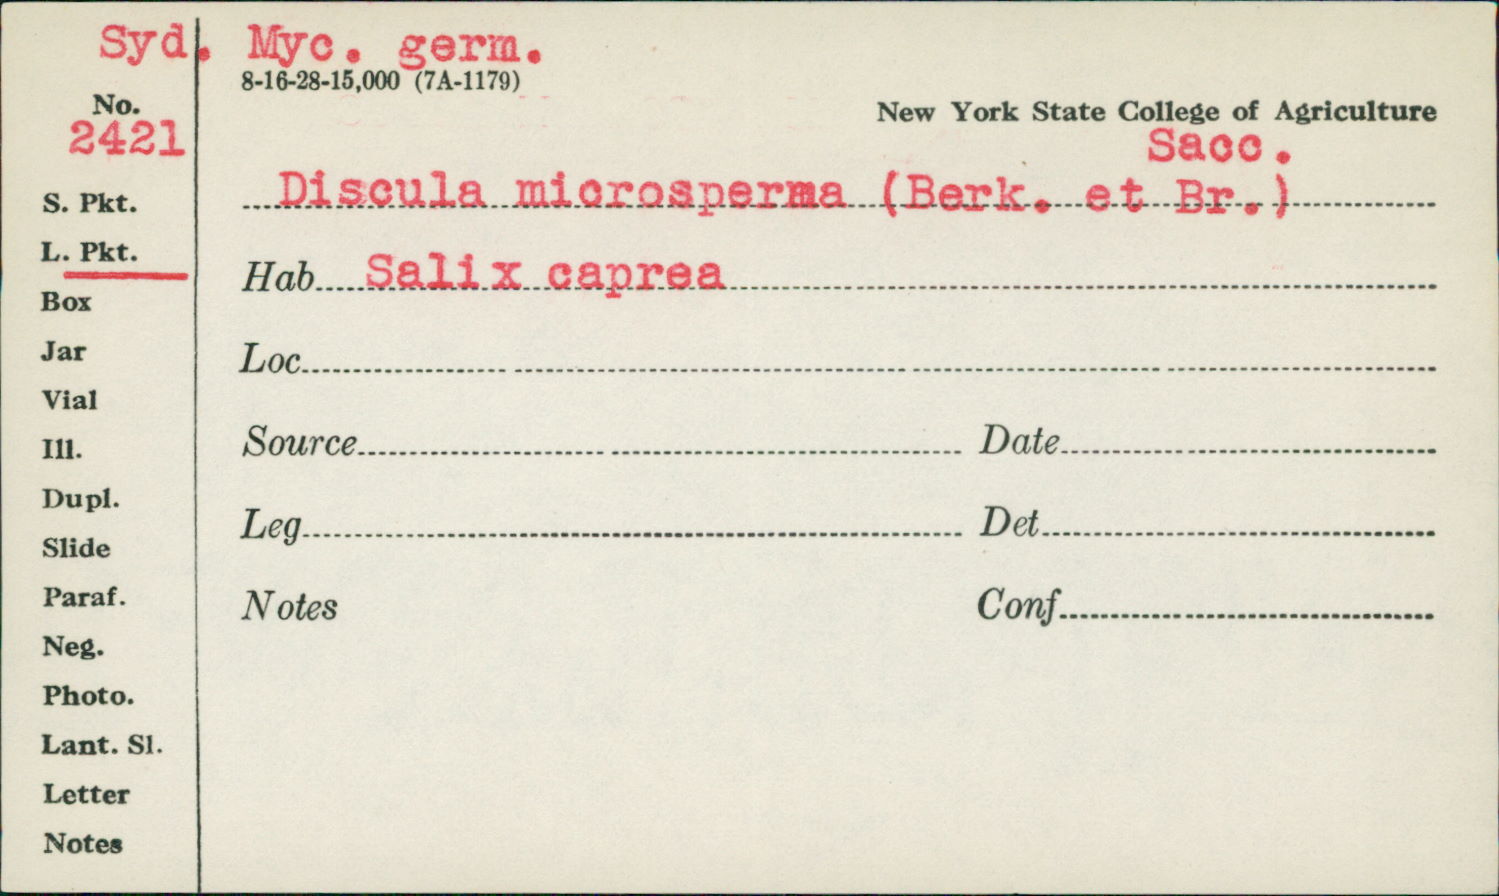 Syd. Myc. germ.
8-16-28-15,000 (7A-1179)
No.
2421
New York State College of Agriculture
Sacc.
Discula microsperma (Berk. et Br.)
Hab Salix caprea
Loc
Source
Date
Leg
Det
Notes
Conf
S. Pkt.
L. Pkt.
Box
Jar
Vial
Ill.
Dupl.
Slide
Paraf.
Neg.
Photo.
Lant. Sl.
Letter
Notes